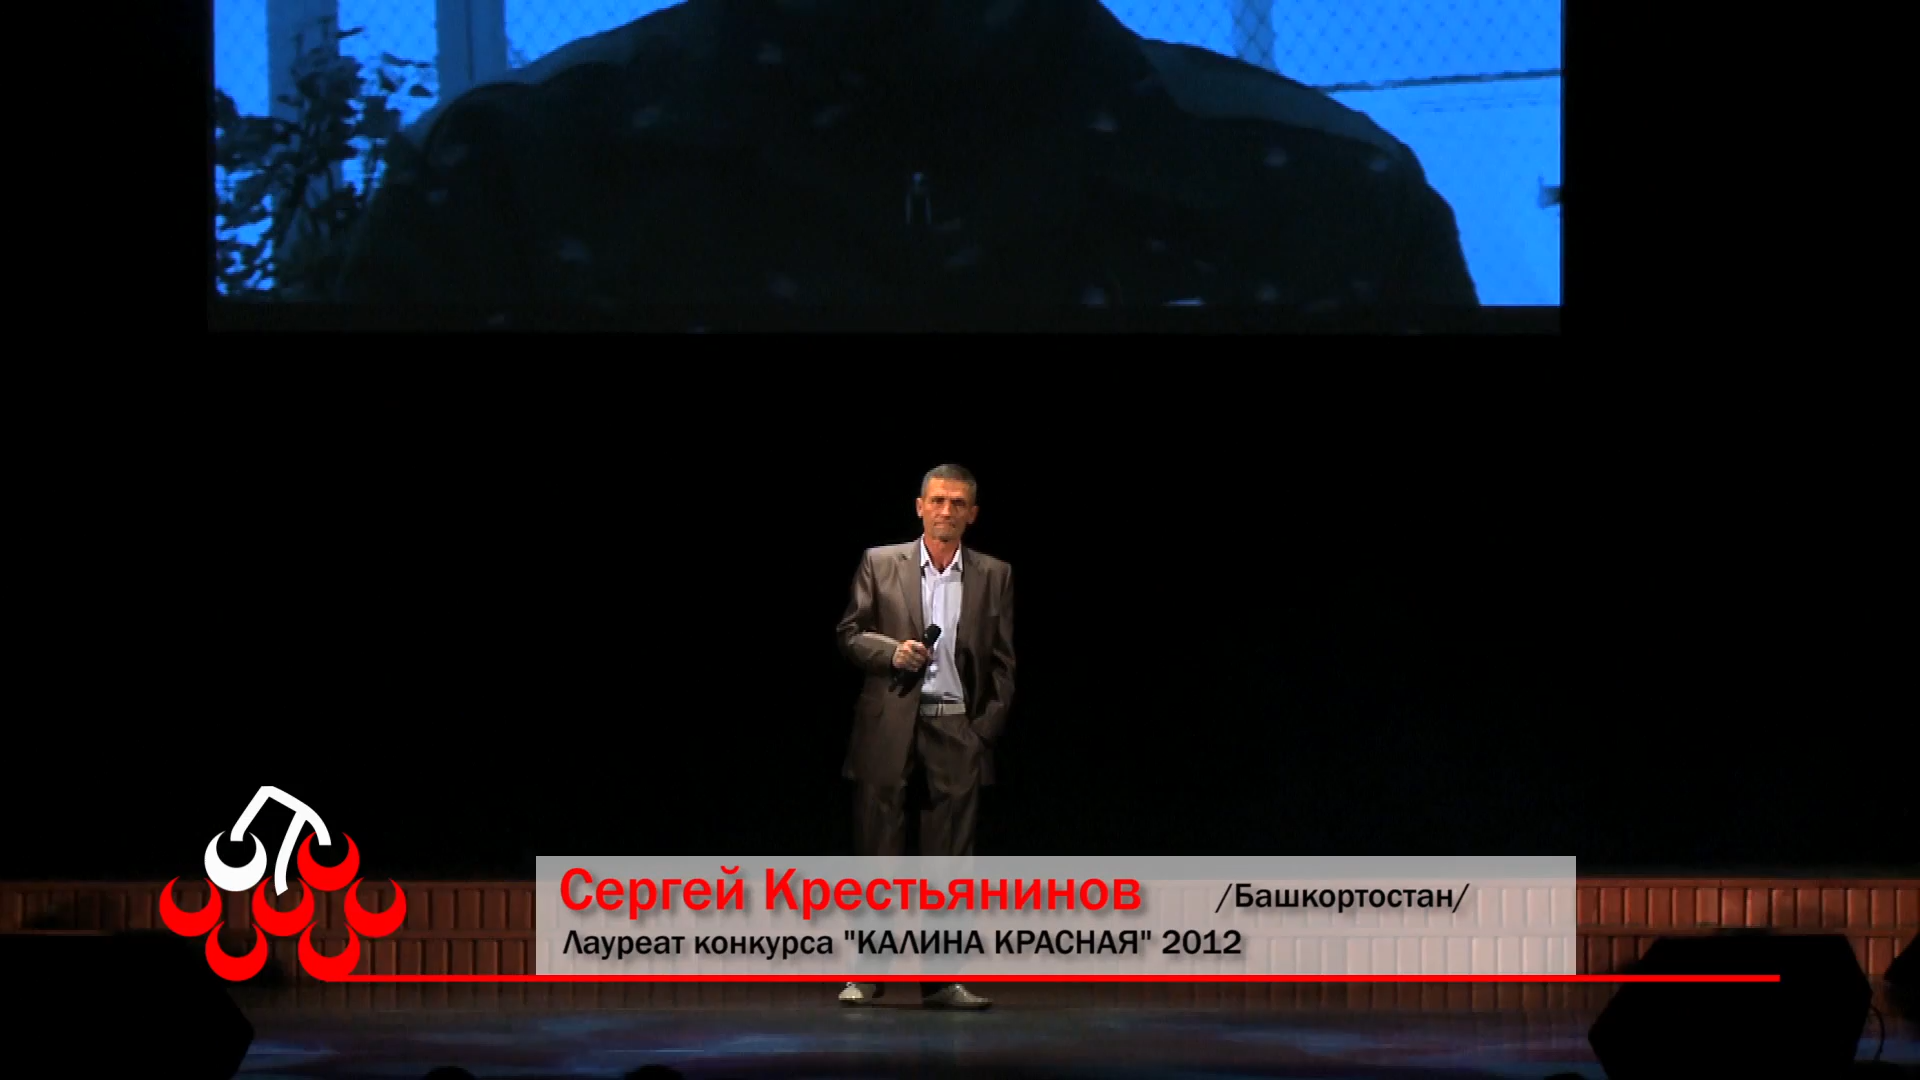 Сергей Крестьянинов /Башкортостан/
Лауреат конкурса "КАЛИНА КРАСНАЯ" 2012